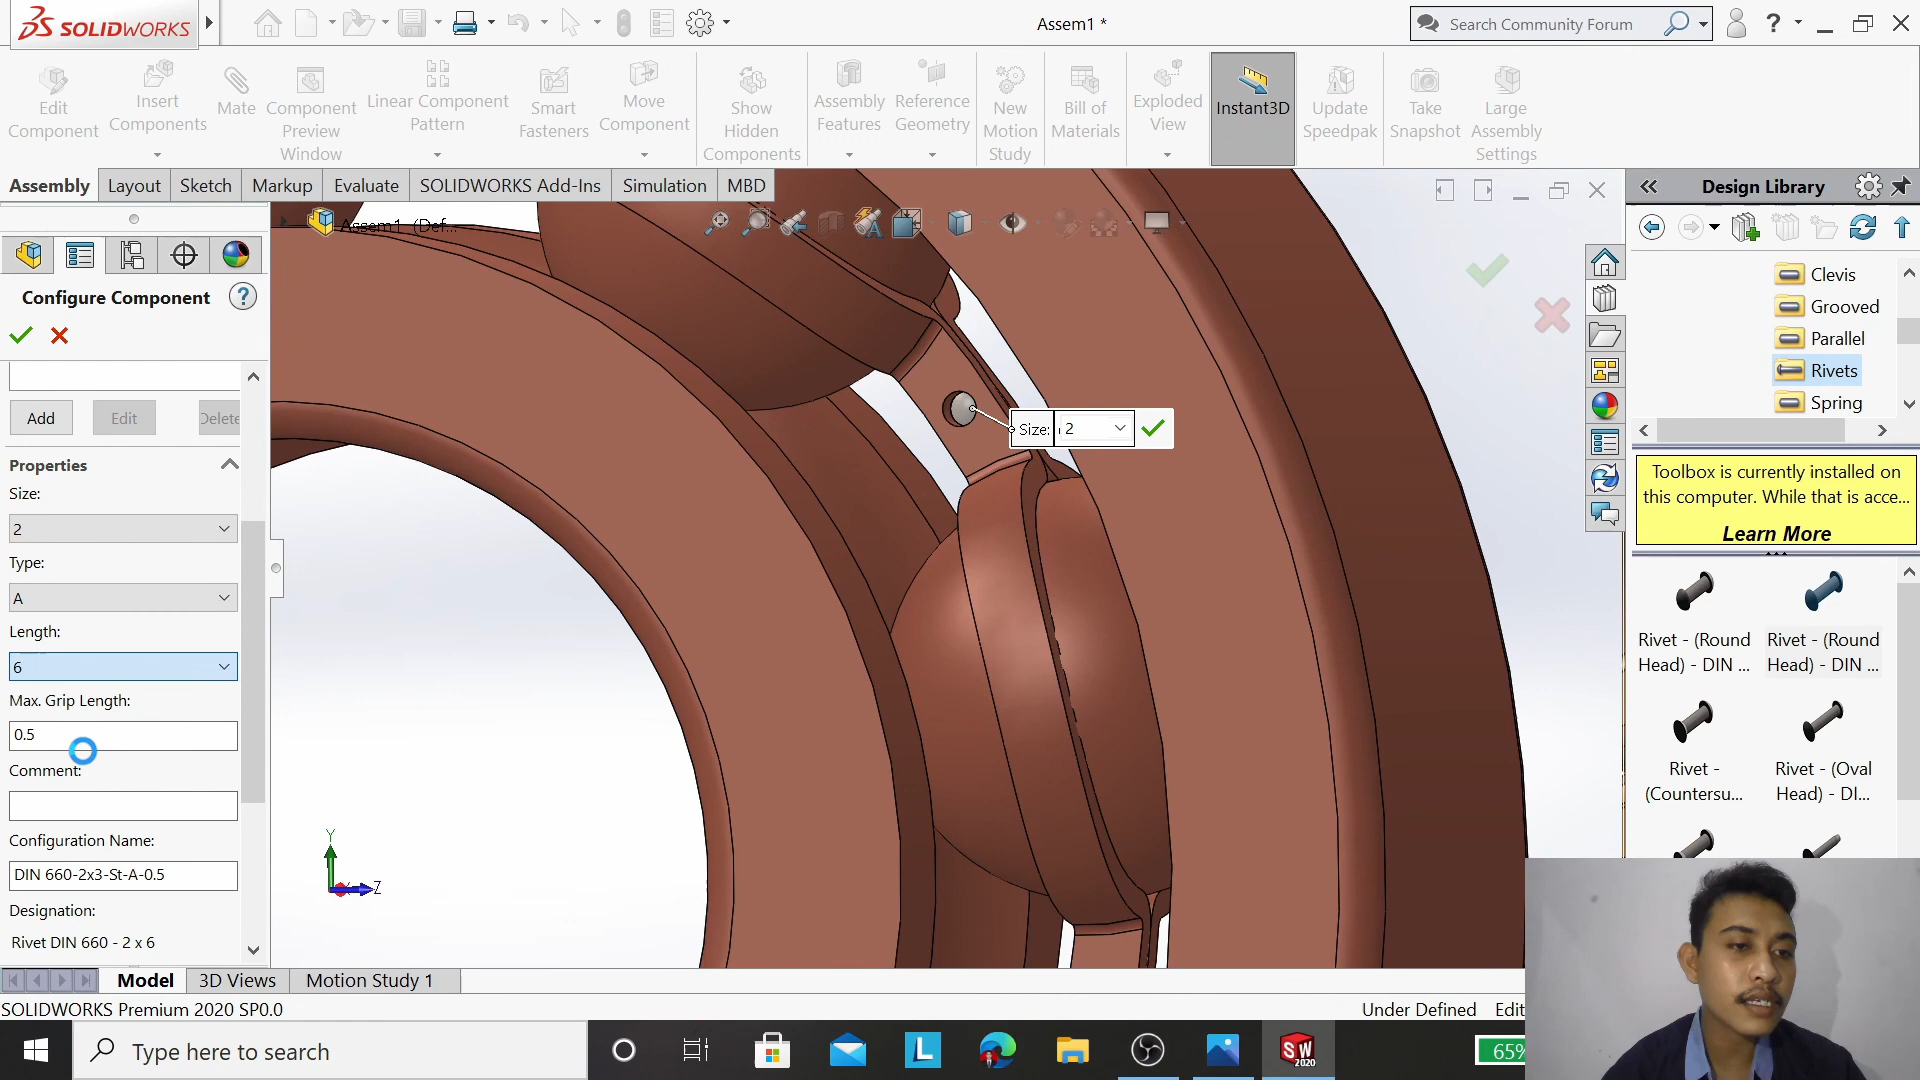 SOLIDWORKS
Assem1 *
Search Community Forum
?
Edit Component
Insert Components
Mate
Component Preview Window
Linear Component Pattern
Smart Fasteners
Move Component
Show Hidden Components
Assembly Features
Reference Geometry
New Motion Study
Bill of Materials
Exploded View
Instant3D
Update Speedpak
Take Snapshot
Large Assembly Settings
Assembly
Layout
Sketch
Markup
Evaluate
SOLIDWORKS Add-Ins
Simulation
MBD
Design Library
Assem1 (Def...
Configure Component
?
Add
Edit
Delete
Properties
Size:
2
Type:
A
Length:
6
Max. Grip Length:
0.5
Comment:
Configuration Name:
DIN 660-2x3-St-A-0.5
Designation:
Rivet DIN 660 - 2 x 6
Size: 2
Y
Z
Clevis
Grooved
Parallel
Rivets
Spring
Toolbox is currently installed on
this computer. While that is acce...
Learn More
Rivet - (Round Head) - DIN ...
Rivet - (Round Head) - DIN ...
Rivet - (Countersu...
Rivet - (Oval Head) - DI...
Model
3D Views
Motion Study 1
SOLIDWORKS Premium 2020 SP0.0
Under Defined
Edit
Type here to search
L
SW
2020
65%